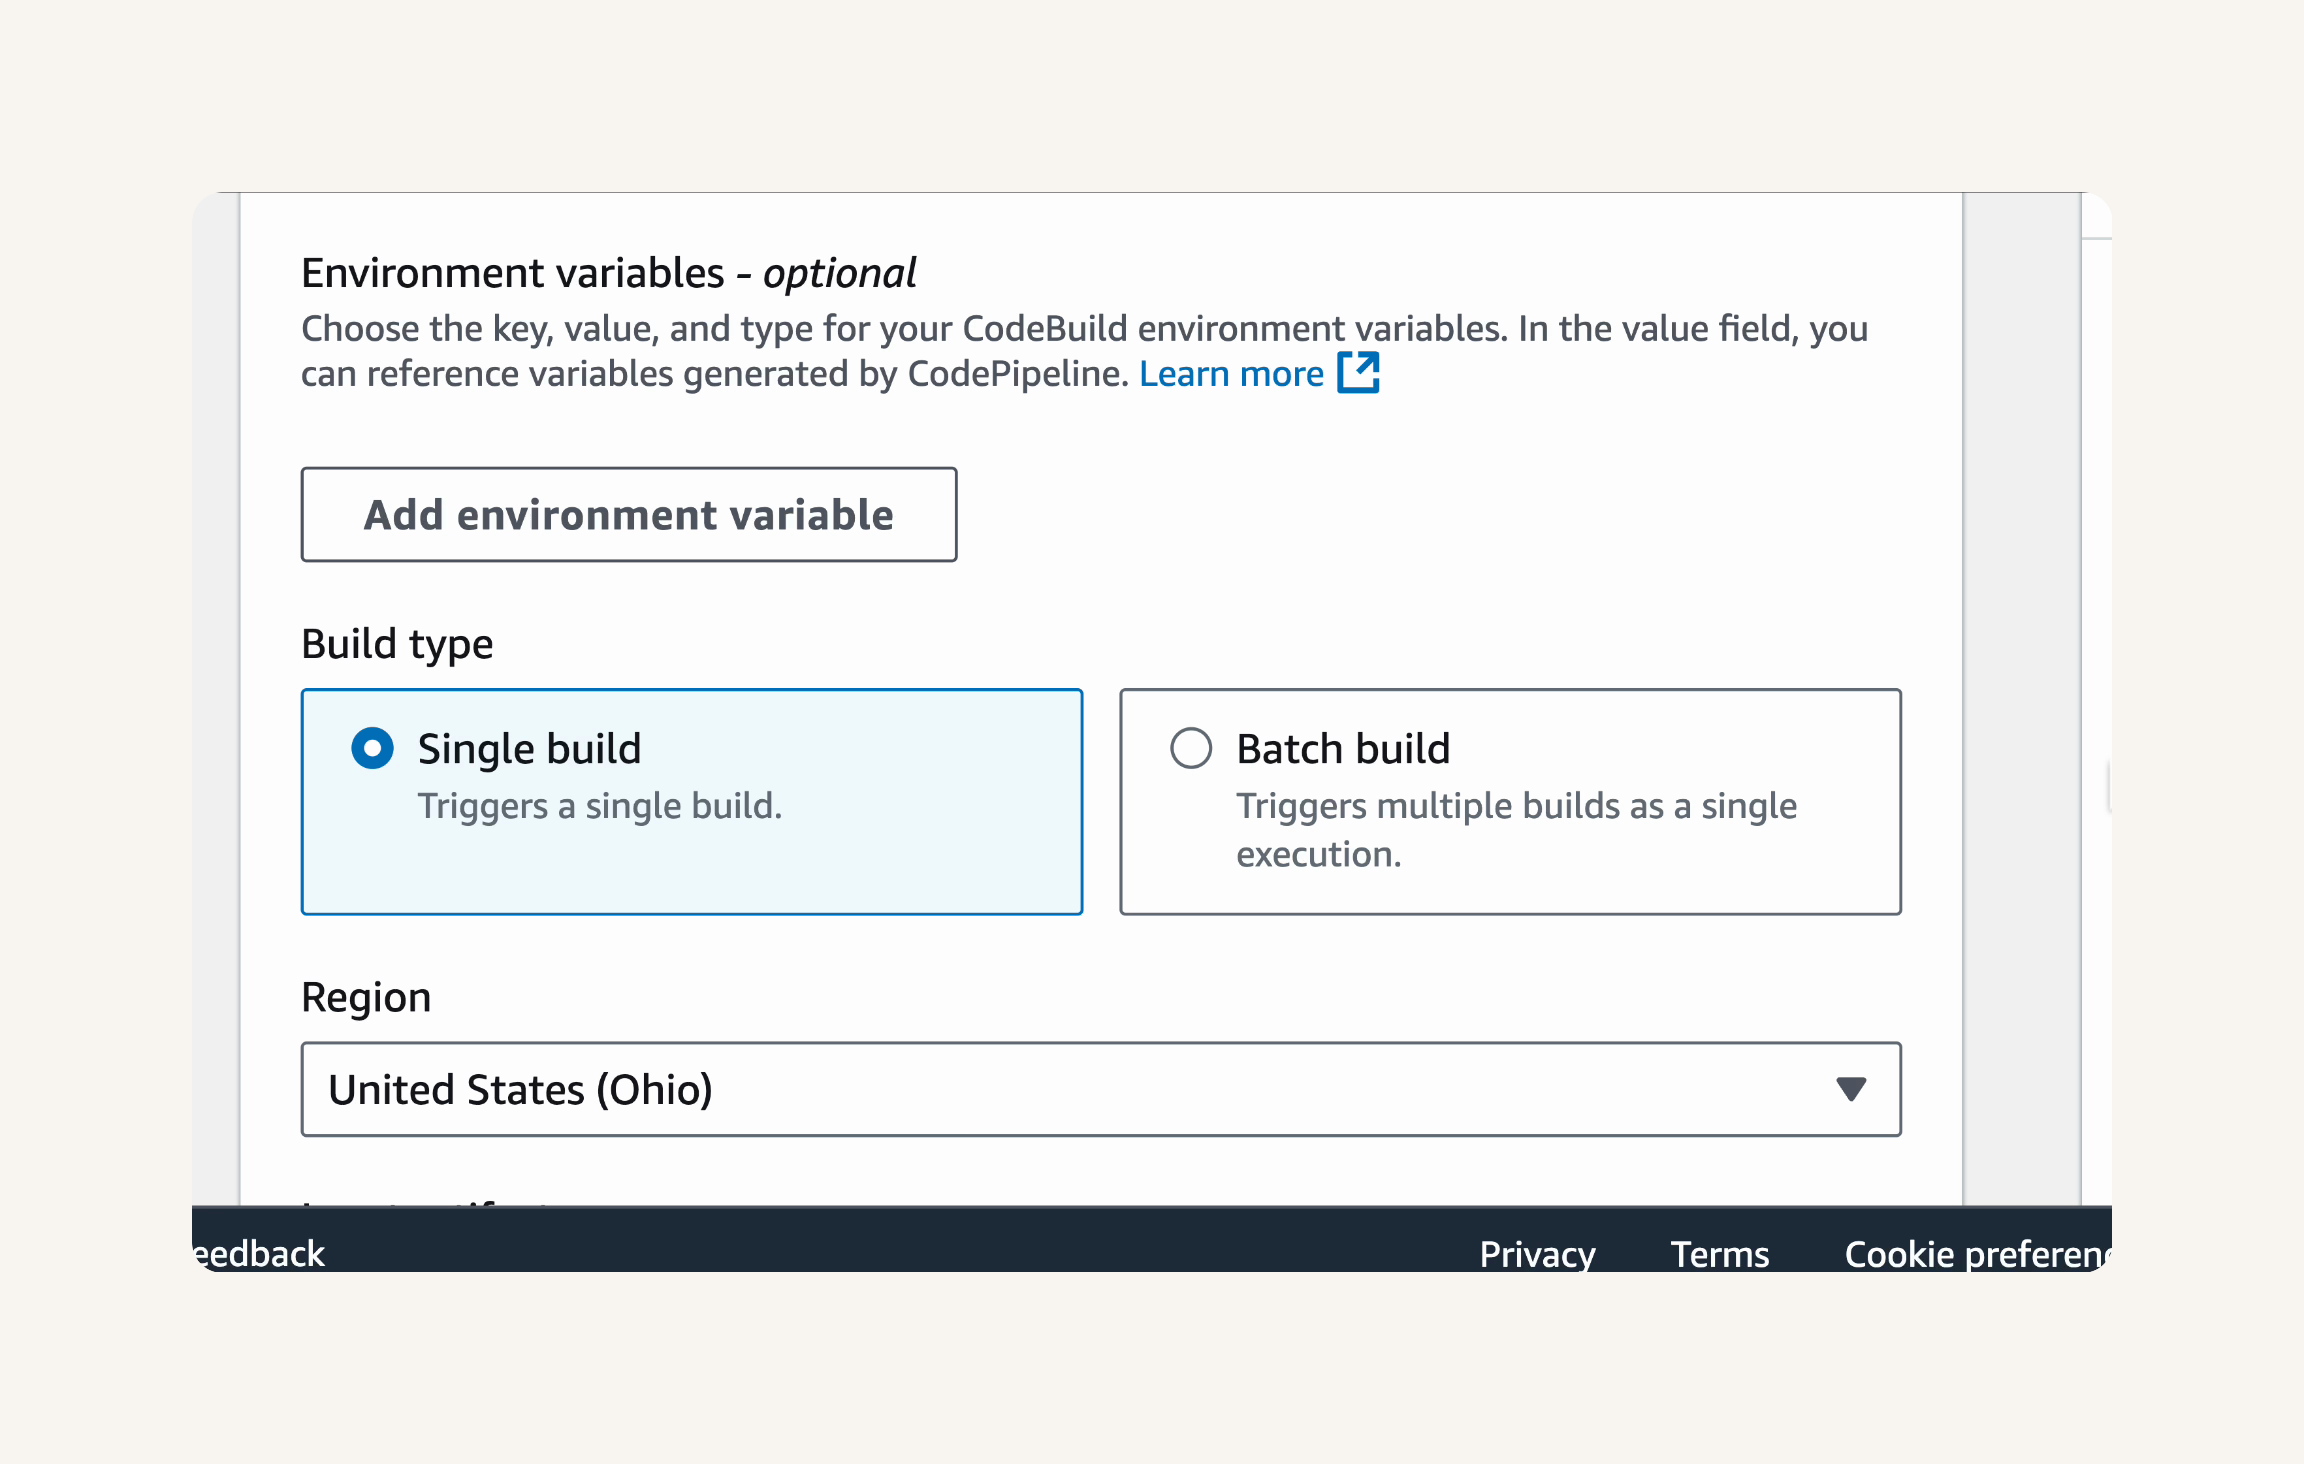 Environment variables - optional
Choose the key, value, and type for your CodeBuild environment variables. In the value field, you
can reference variables generated by CodePipeline. Learn more
Add environment variable
Build type
Single build
Triggers a single build.
Batch build
Triggers multiple builds as a single
execution.
Region
United States (Ohio)
eedback
Privacy Terms Cookie preferenc